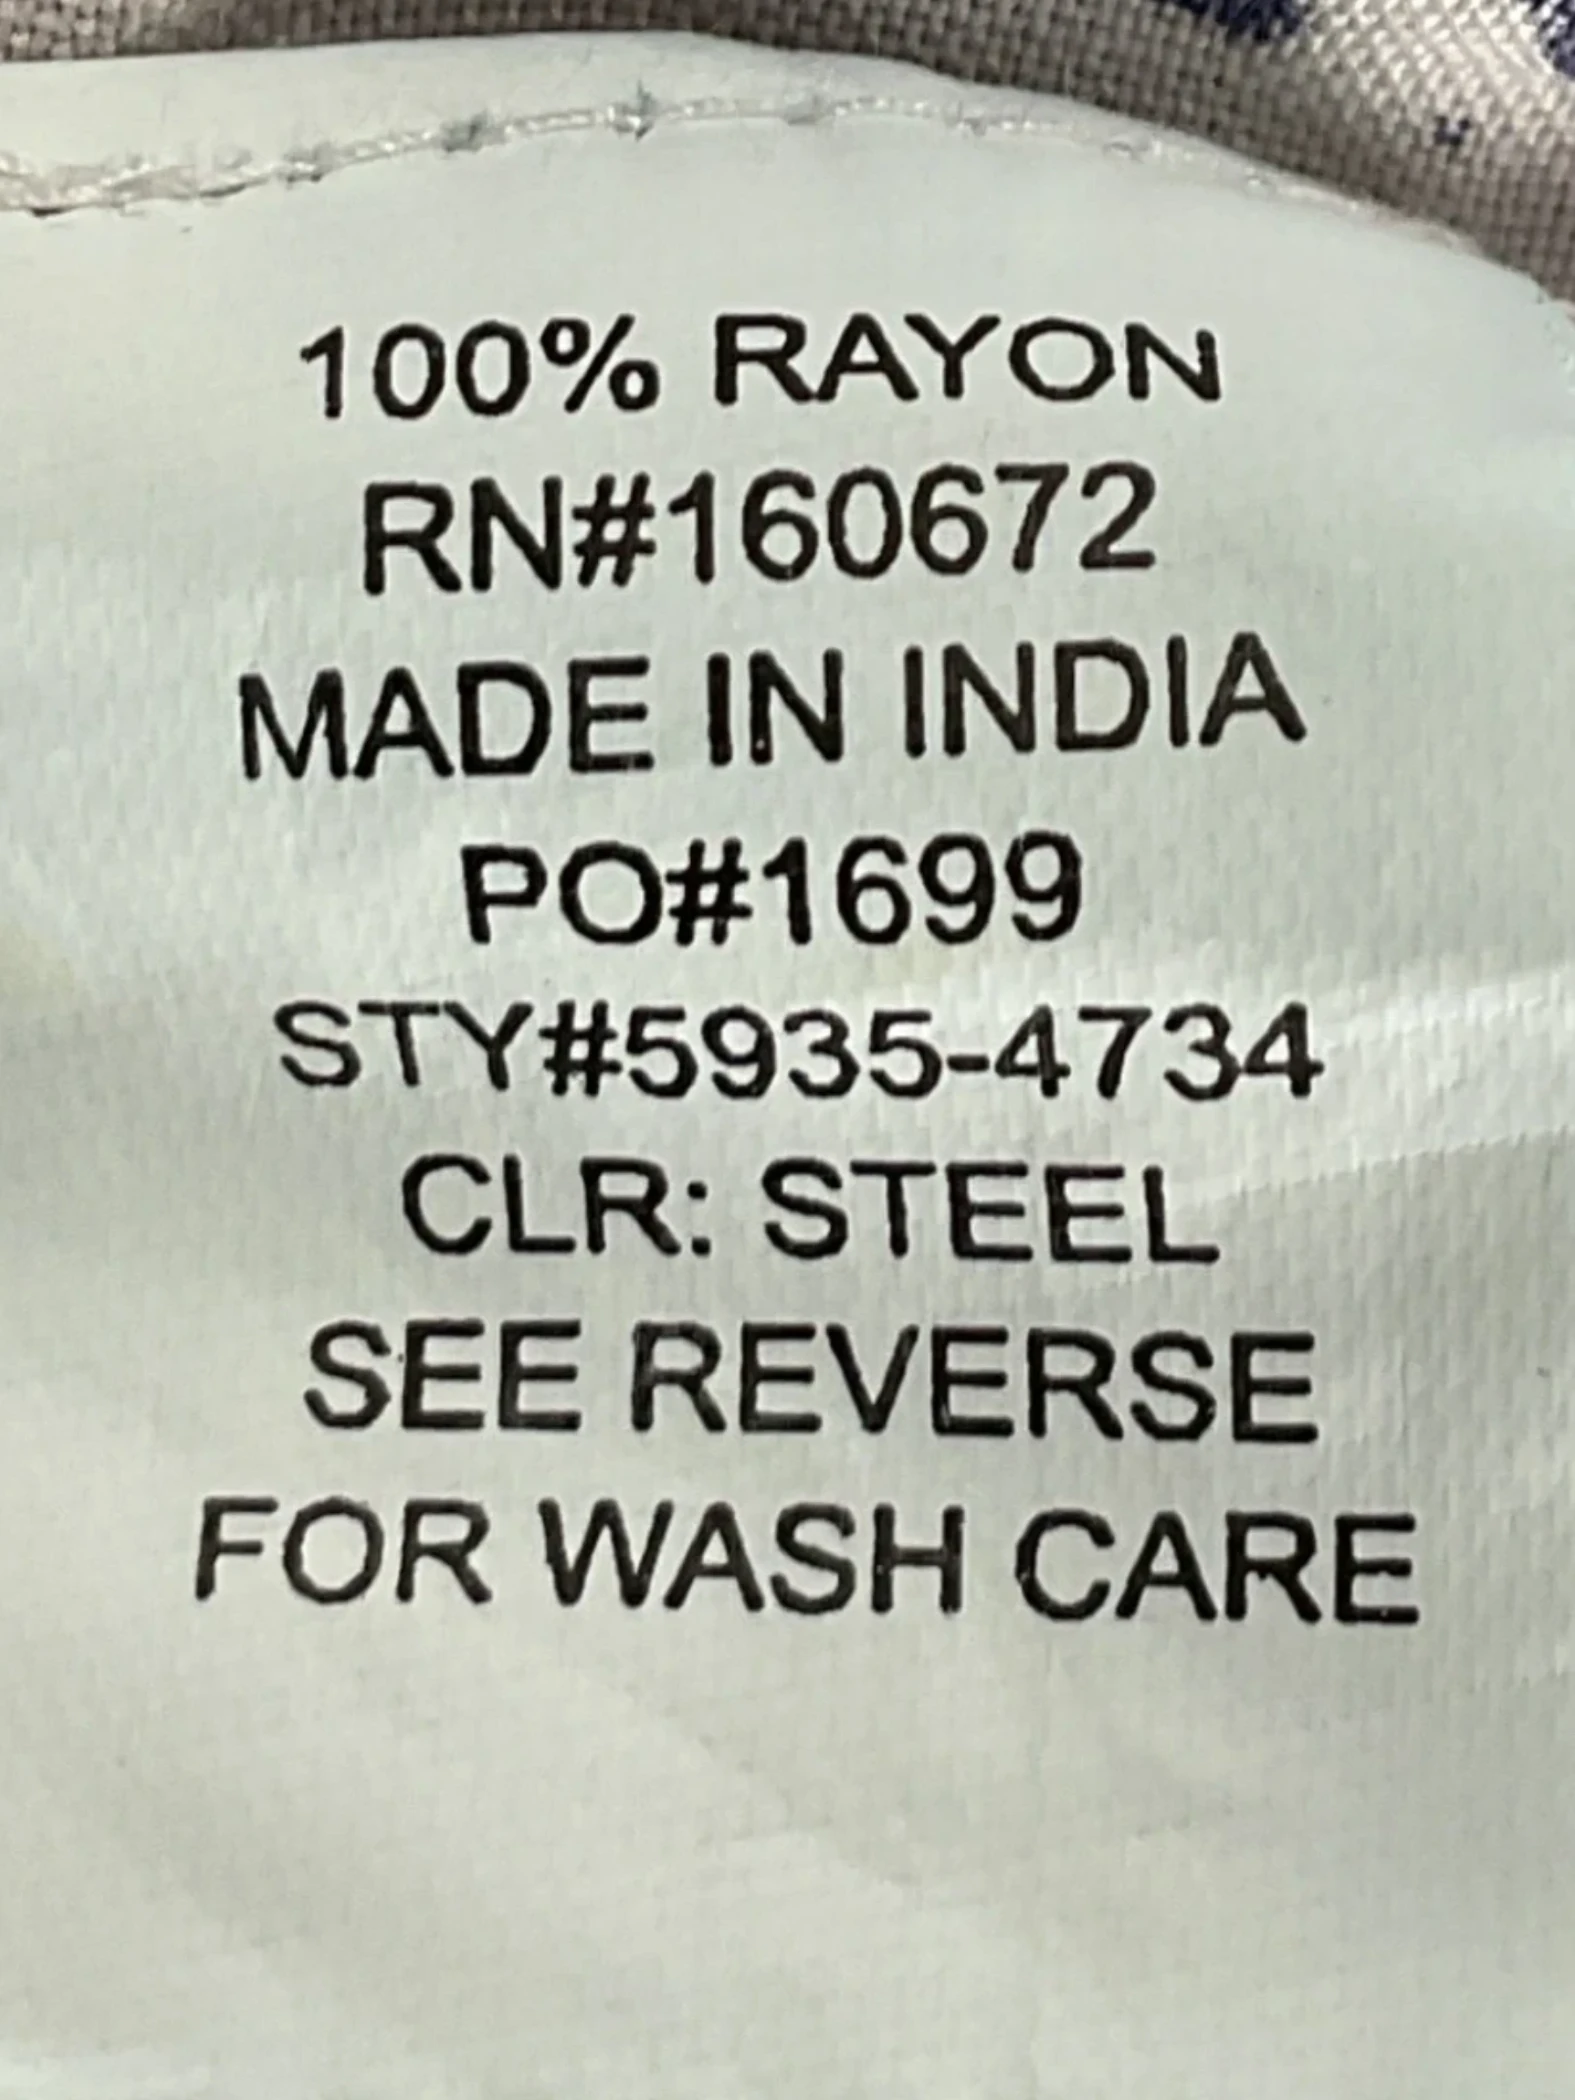 100% RAYON
RN#160672
MADE IN INDIA
PO#1699
STY#5935-4734
CLR: STEEL
SEE REVERSE
FOR WASH CARE